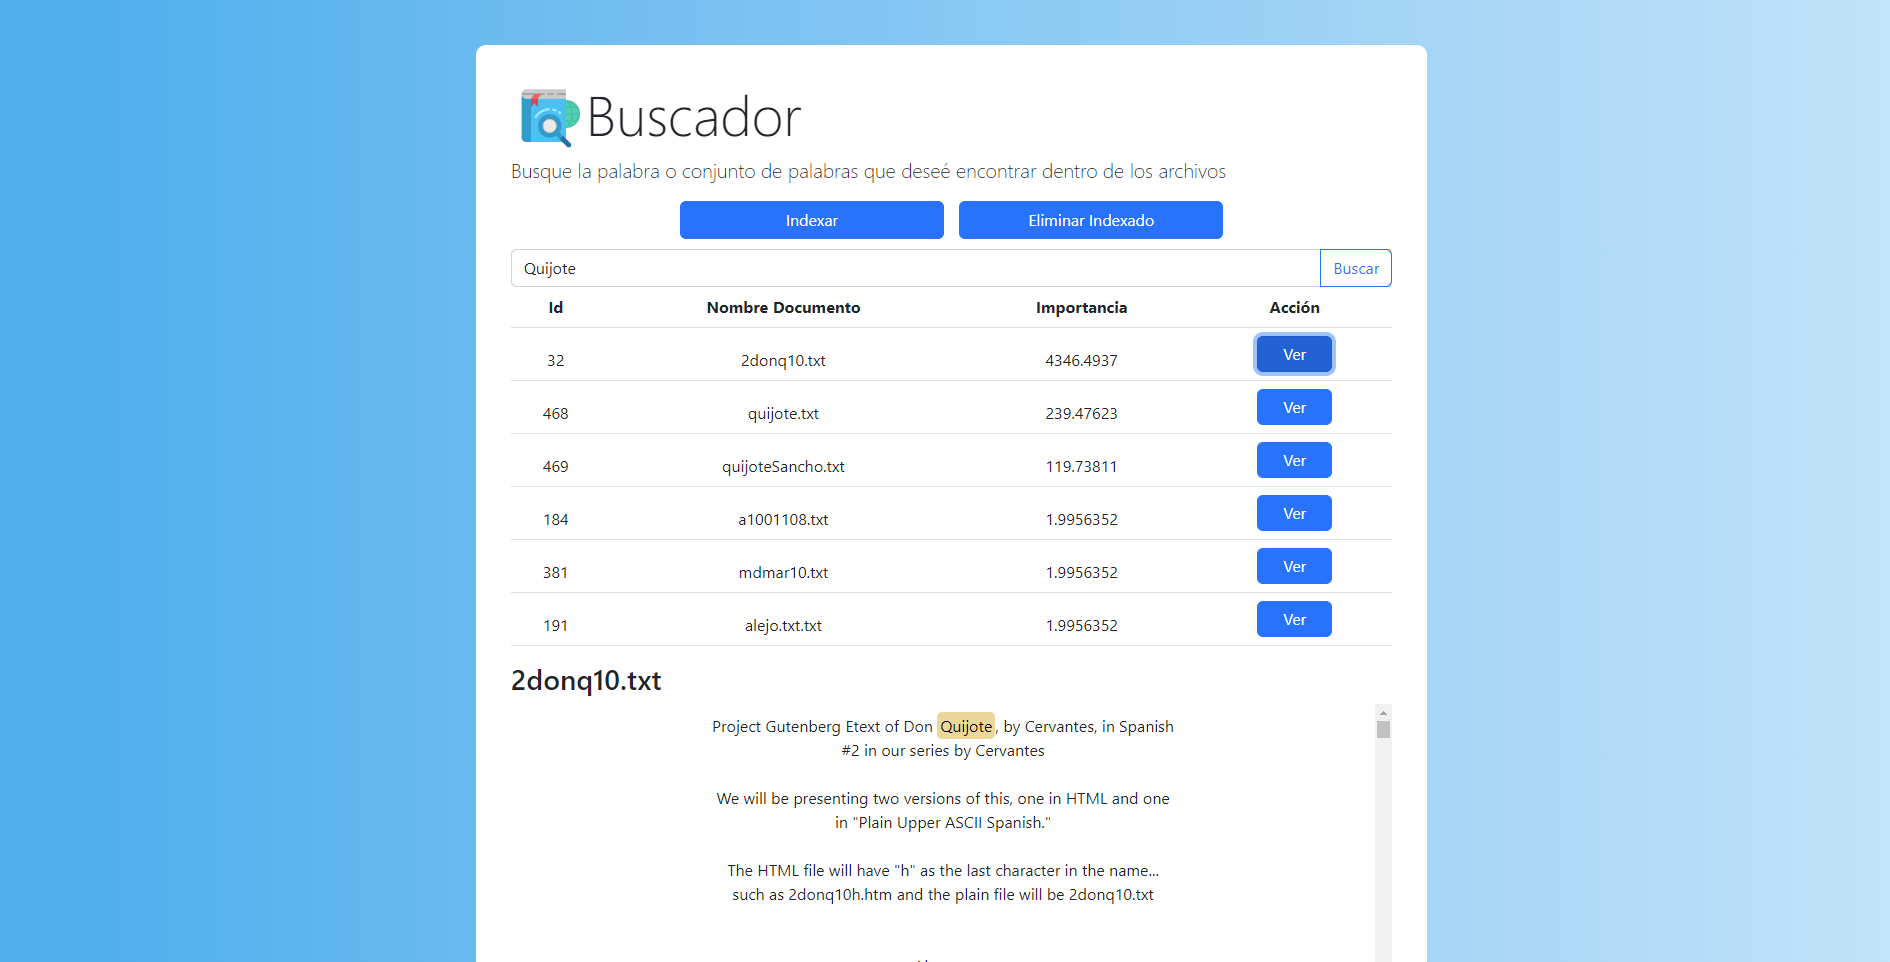 Buscador
Busque la palabra o conjunto de palabras que deseé encontrar dentro de los archivos
Indexar Eliminar Indexado
Quijote Buscar
Id Nombre Documento Importancia Acción
32 2donq10.txt 4346.4937 Ver
468 quijote.txt 239.47623 Ver
469 quijoteSancho.txt 119.73811 Ver
184 a1001108.txt 1.9956352 Ver
381 mdmar10.txt 1.9956352 Ver
191 alejo.txt.txt 1.9956352 Ver
2donq10.txt
Project Gutenberg Etext of Don Quijote, by Cervantes, in Spanish
#2 in our series by Cervantes
We will be presenting two versions of this, one in HTML and one
in "Plain Upper ASCII Spanish."
The HTML file will have "h" as the last character in the name...
such as 2donq10h.htm and the plain file will be 2donq10.txt